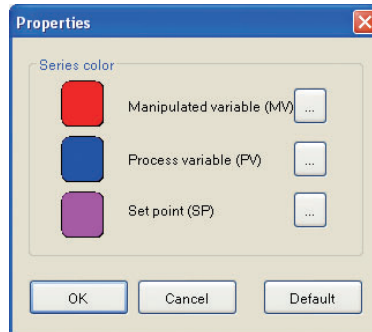 Properties
Series color
Manipulated variable (MV) ...
Process variable (PV) ...
Set point (SP) ...
OK Cancel Default